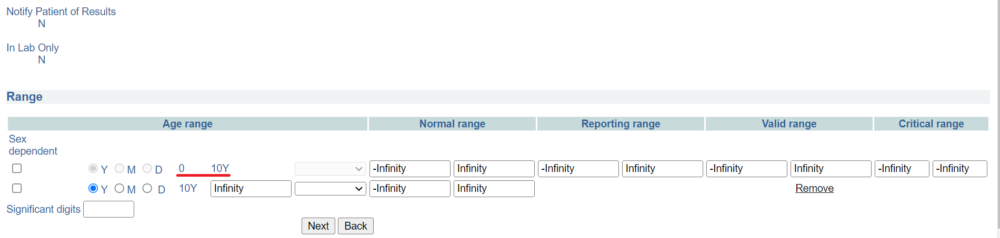 Notify Patient of Results
N
In Lab Only
N
Range
Age range Normal range Reporting range Valid range Critical range
Sex
dependent
Y M D 0 10Y -Infinity Infinity -Infinity Infinity -Infinity Infinity -Infinity -Infinity
Y M D 10Y Infinity -Infinity Infinity Remove
Significant digits
Next Back